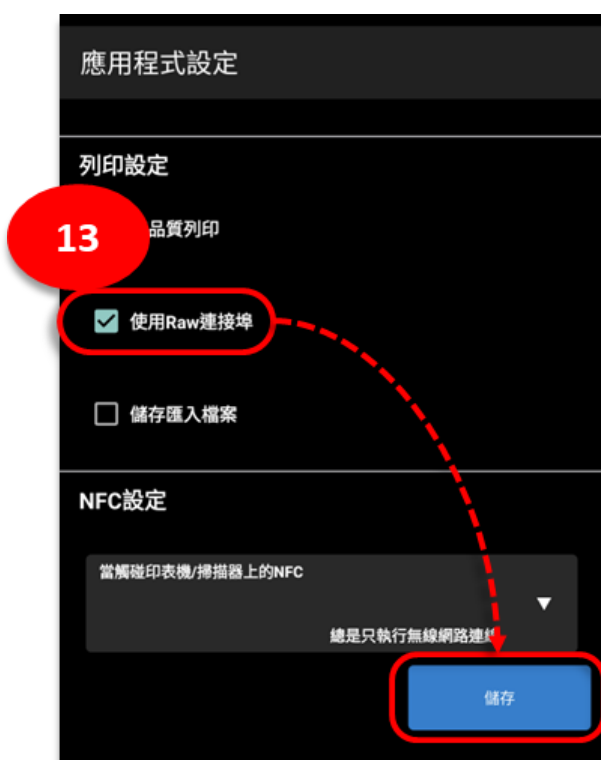 應用程式設定
列印設定
13
品質列印
使用Raw連接埠
儲存匯入檔案
NFC設定
當觸碰印表機/掃描器上的NFC
總是只執行無線網路連
儲存